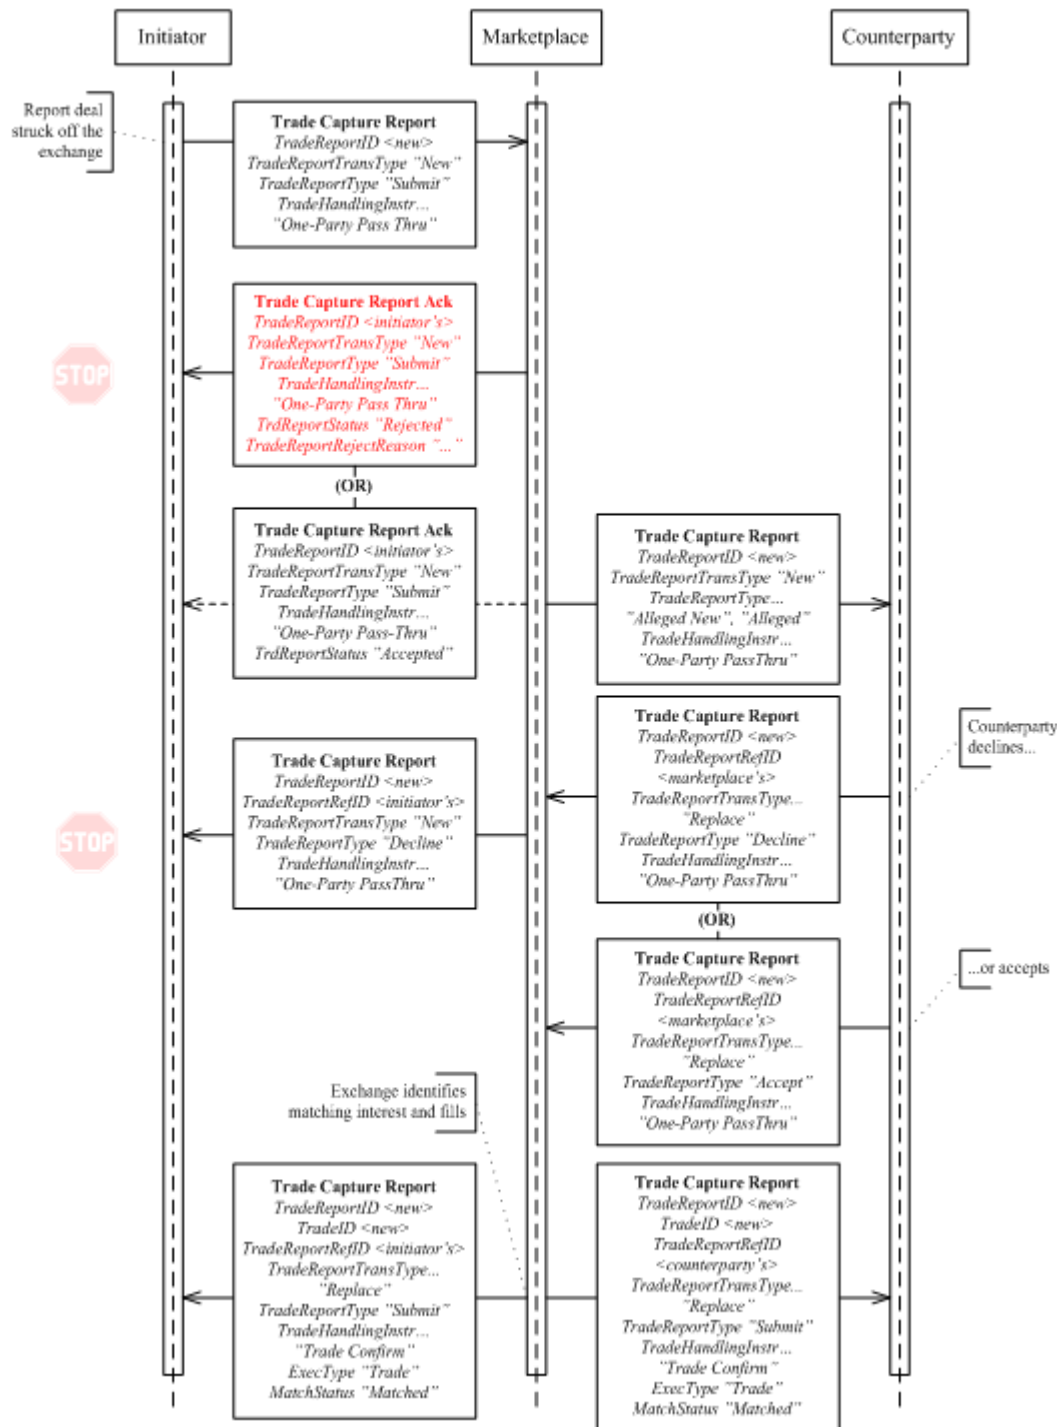 Initiator
Marketplace
Counterparty
Report deal
struck off the
exchange
Trade Capture Report
TradeReportID <new>
TradeReportTransType "New"
TradeReportType "Submit"
TradeHandlingInstr...
"One-Party Pass Thru"
Trade Capture Report Ack
TradeReportID <initiator's>
TradeReportTransType "New"
TradeReportType "Submit"
TradeHandlingInstr...
"One-Party Pass Thru"
TrdReportStatus "Rejected"
TradeReportRejectReason "..."
STOP
(OR)
Trade Capture Report Ack
TradeReportID <initiator's>
TradeReportTransType "New"
TradeReportType "Submit"
TradeHandlingInstr...
"One-Party Pass-Thru"
TrdReportStatus "Accepted"
Trade Capture Report
TradeReportID <new>
TradeReportTransType "New"
TradeReportType...
"Alleged New", "Alleged"
TradeHandlingInstr...
"One-Party PassThru"
Trade Capture Report
TradeReportID <new>
TradeReportRefID
<marketplace's>
TradeReportTransType...
"Replace"
TradeReportType "Decline"
TradeHandlingInstr...
"One-Party PassThru"
Counterparty
declines...
Trade Capture Report
TradeReportID <new>
TradeReportRefID <initiator's>
TradeReportTransType "New"
TradeReportType "Decline"
TradeHandlingInstr...
"One-Party PassThru"
STOP
(OR)
Trade Capture Report
TradeReportID <new>
TradeReportRefID
<marketplace's>
TradeReportTransType...
"Replace"
TradeReportType "Accept"
TradeHandlingInstr...
"One-Party PassThru"
...or accepts
Exchange identifies
matching interest and fills
Trade Capture Report
TradeReportID <new>
TradeID <new>
TradeReportRefID <initiator's>
TradeReportTransType...
"Replace"
TradeReportType "Submit"
TradeHandlingInstr...
"Trade Confirm"
ExecType "Trade"
MatchStatus "Matched"
Trade Capture Report
TradeReportID <new>
TradeID <new>
TradeReportRefID
<counterparty's>
TradeReportTransType...
"Replace"
TradeReportType "Submit"
TradeHandlingInstr...
"Trade Confirm"
ExecType "Trade"
MatchStatus "Matched"